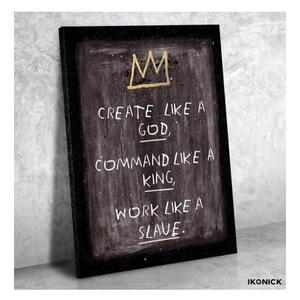 CREATE LIKE A
GOD,
COMMAND LIKE A
KING,
WORK LIKE A
SLAVE.
IKONICK